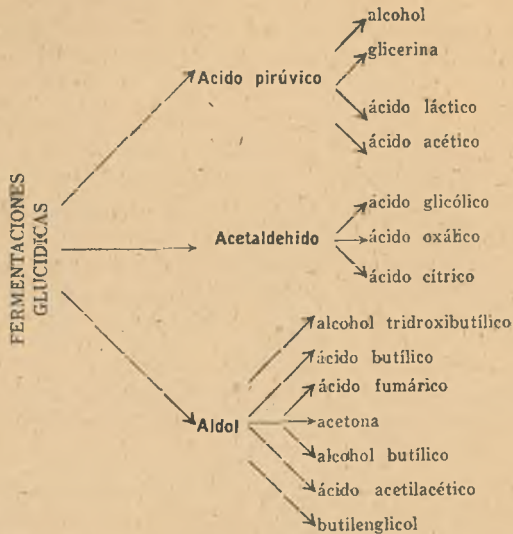 alcohol
glicerina
Acido pirúvico
ácido láctico
ácido acético
FERMENTACIONES
GLUCIDICAS
ácido glicólico
Acetaldehido
ácido oxálico
ácido cítrico
alcohol tridroxibutílico
ácido butílico
ácido fumárico
Aldol
acetona
alcohol butílico
ácido acetilacético
butilenglicol